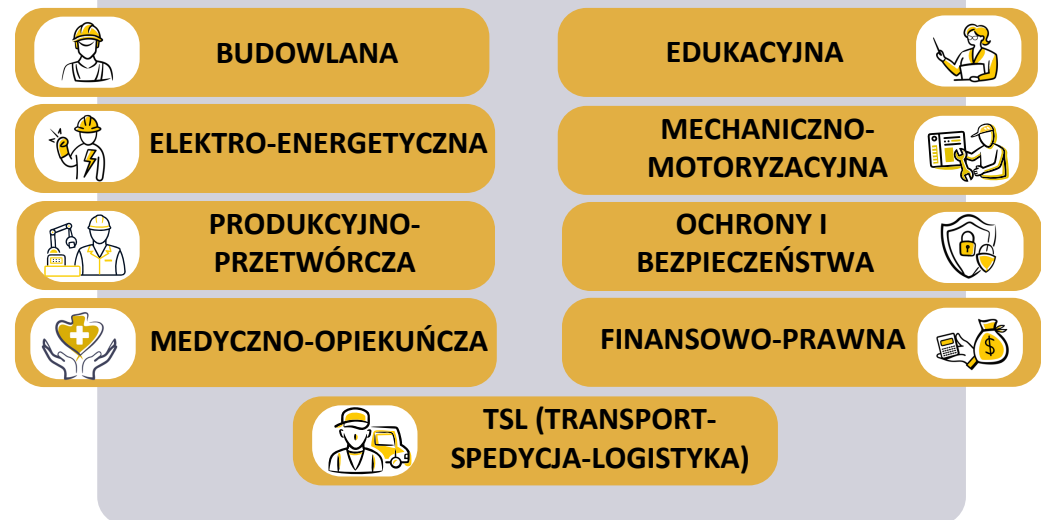 BUDOWLANA
EDUKACYJNA
ELEKTRO-ENERGETYCZNA
MECHANICZNO-
MOTORYZACYJNA
PRODUKCYJNO-
PRZETWÓRCZA
OCHRONY I
BEZPIECZEŃSTWA
MEDYCZNO-OPIEKUŃCZA
FINANSOWO-PRAWNA
TSL (TRANSPORT-
SPEDYCJA-LOGISTYKA)